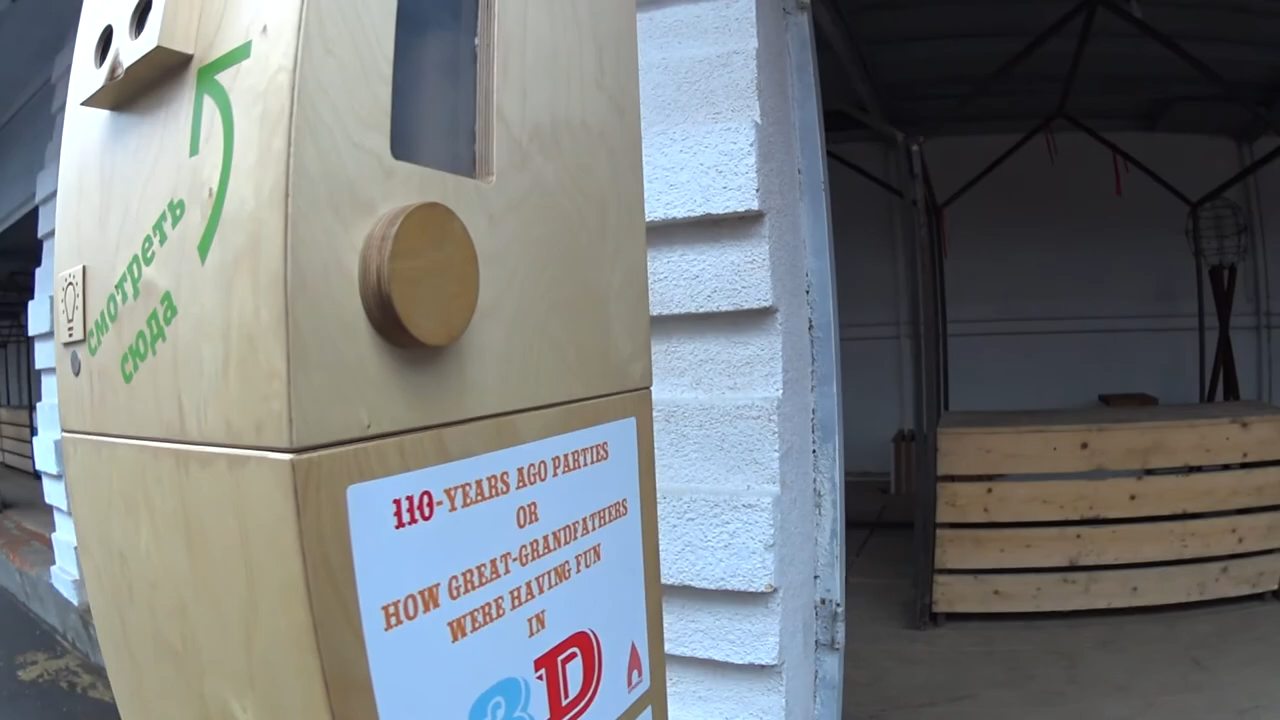 смотреть
сюда
110-YEARS AGO PARTIES
OR
HOW GREAT-GRANDFATHERS
WERE HAVING FUN
IN
3D